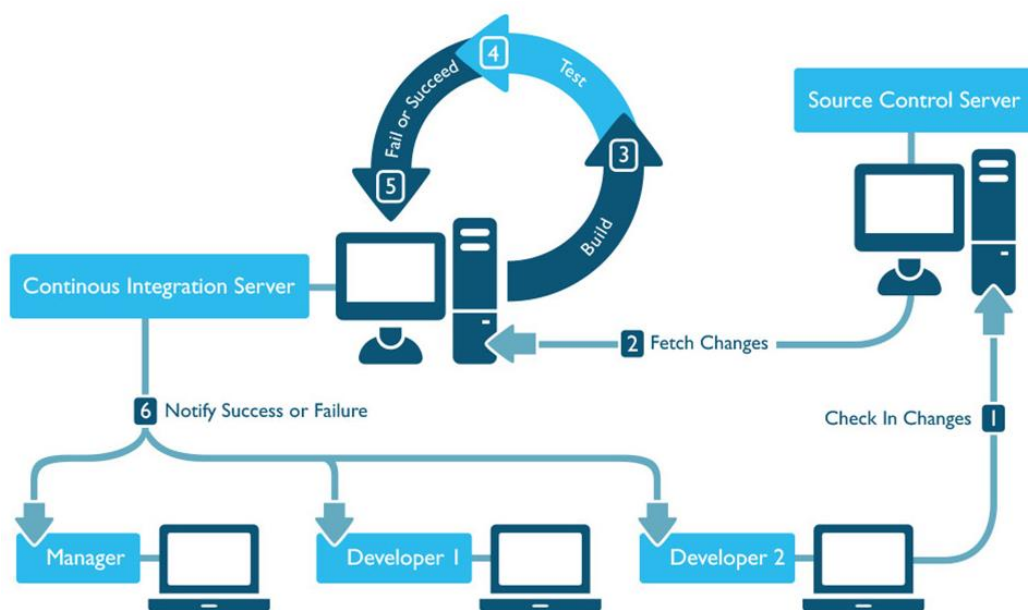 4
Test
Fail or Succeed
Source Control Server
3
5
Build
Continous Integration Server
2 Fetch Changes
6 Notify Success or Failure
Check In Changes 1
Manager
Developer 1
Developer 2